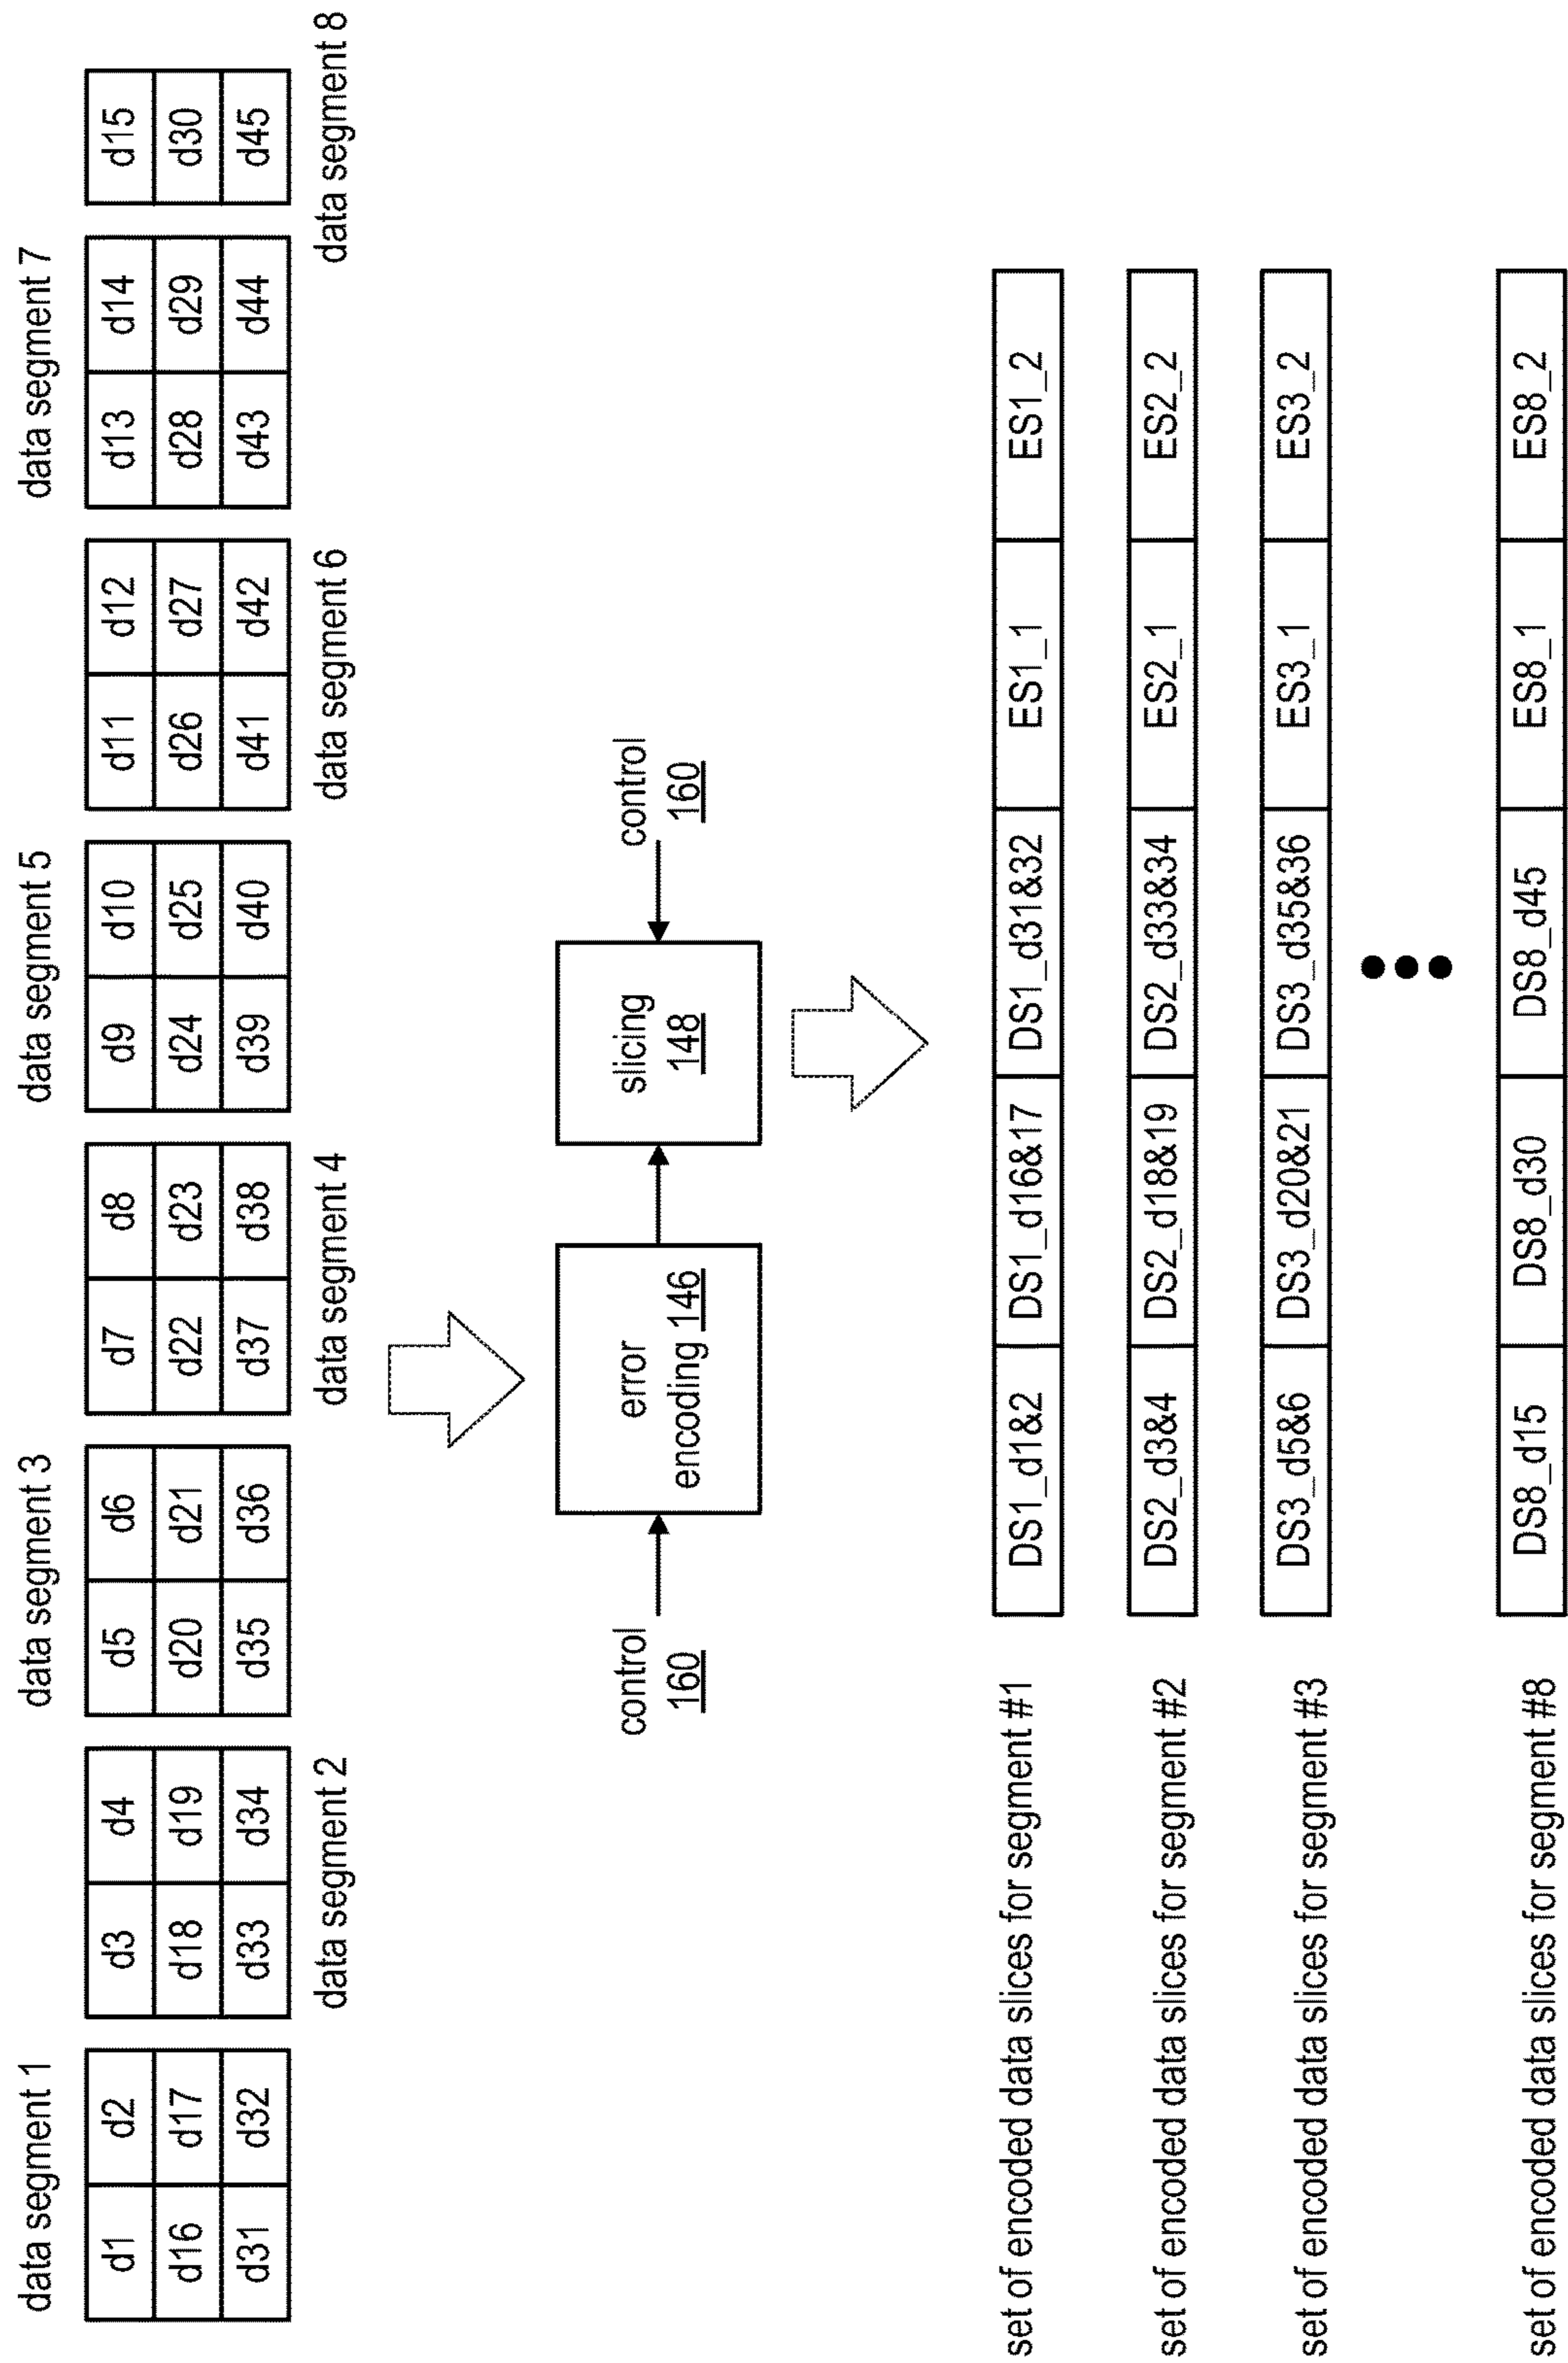 data segment 1
data segment 3
data segment 5
data segment 7
d1 d2 d3 d4 d5 d6 d7 d8 d9 d10 d11 d12 d13 d14 d15
d16 d17 d18 d19 d20 d21 d22 d23 d24 d25 d26 d27 d28 d29 d30
d31 d32 d33 d34 d35 d36 d37 d38 d39 d40 d41 d42 d43 d44 d45
data segment 2
data segment 4
data segment 6
data segment 8
control
160
error
encoding 146
slicing
148
control
160
set of encoded data slices for segment #1 DS1_d1&2 DS1_d16&17 DS1_d31&32 ES1_1 ES1_2
set of encoded data slices for segment #2 DS2_d3&4 DS2_d18&19 DS2_d33&34 ES2_1 ES2_2
set of encoded data slices for segment #3 DS3_d5&6 DS3_d20&21 DS3_d35&36 ES3_1 ES3_2
set of encoded data slices for segment #8 DS8_d15 DS8_d30 DS8_d45 ES8_1 ES8_2